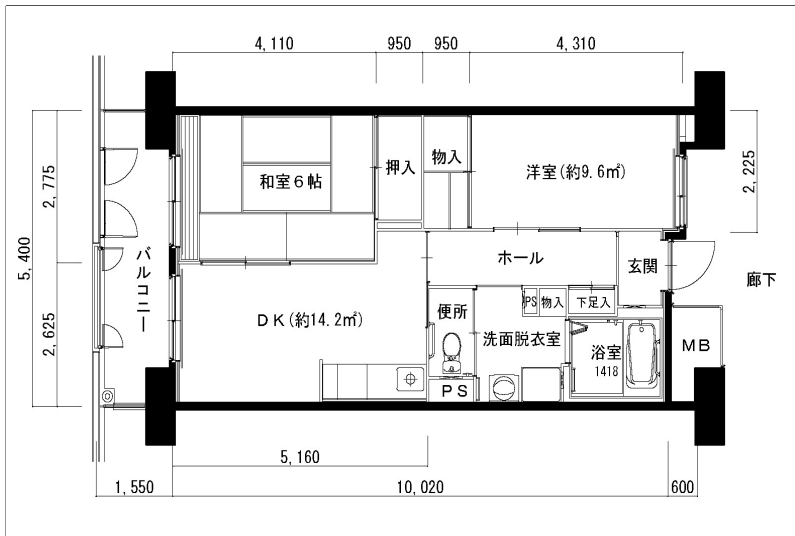 4,110
950
950
4,310
和室6帖
押入
物入
洋室(約9.6㎡)
2,775
2,225
5,400
バルコニー
ホール
玄関
廊下
PS
物入
下足入
2,625
DK(約14.2㎡)
便所
洗面脱衣室
浴室
1418
MB
PS
5,160
1,550
10,020
600